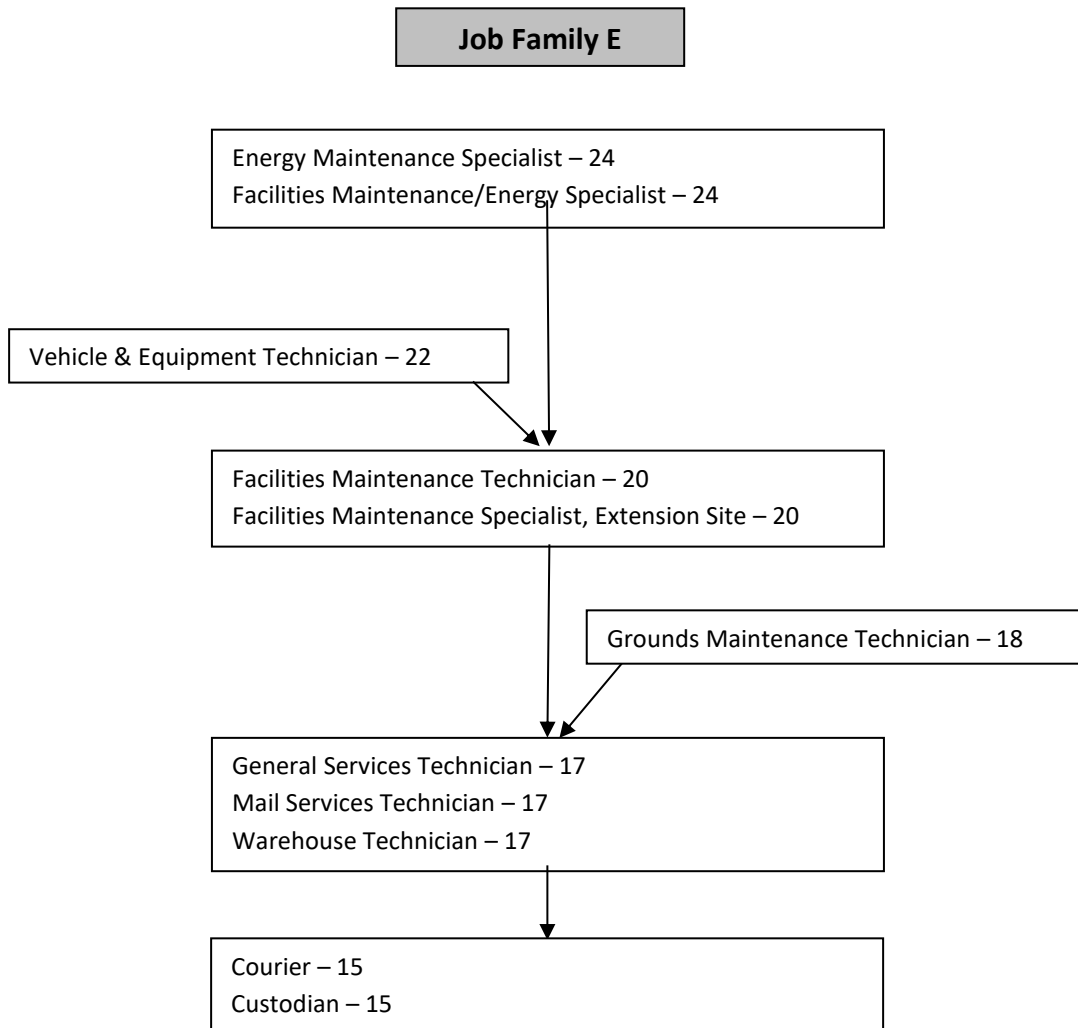 Job Family E
Energy Maintenance Specialist – 24
Facilities Maintenance/Energy Specialist – 24
Vehicle & Equipment Technician – 22
Facilities Maintenance Technician – 20
Facilities Maintenance Specialist, Extension Site – 20
Grounds Maintenance Technician – 18
General Services Technician – 17
Mail Services Technician – 17
Warehouse Technician – 17
Courier – 15
Custodian – 15